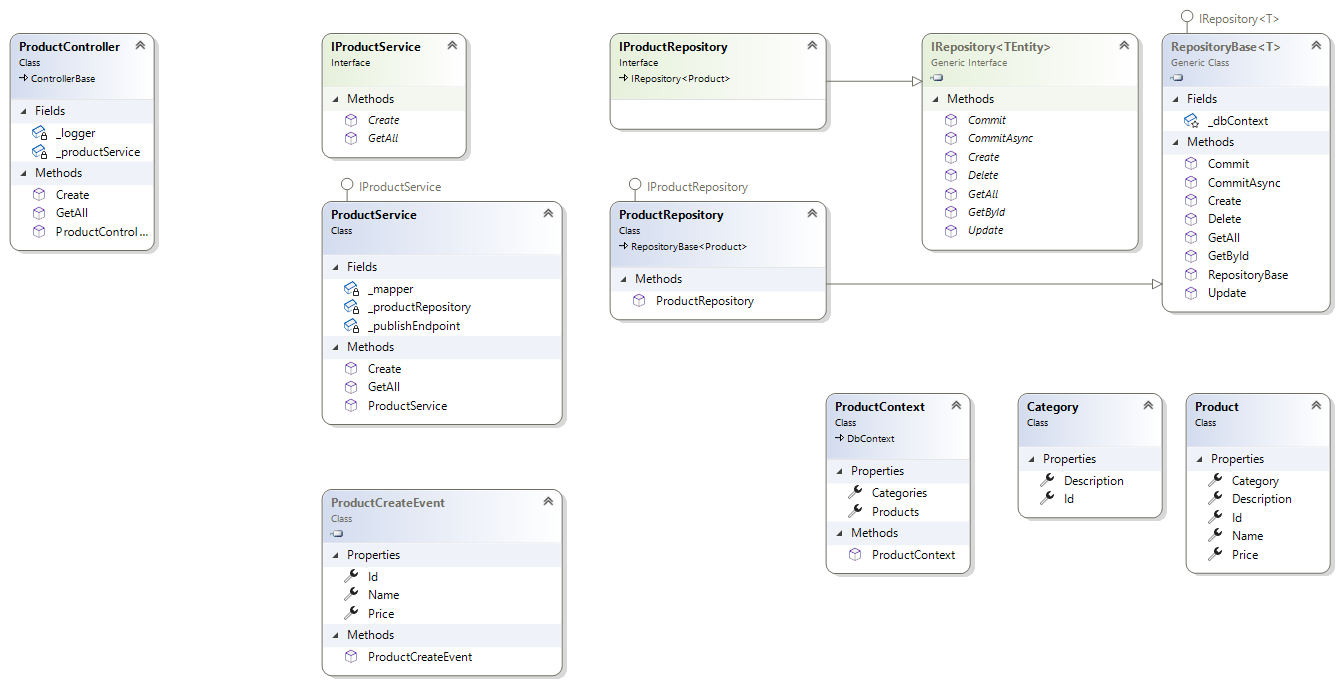 ProductController
Class
ControllerBase
Fields
_logger
_productService
Methods
Create
GetAll
ProductControl...
IProductService
Interface
Methods
Create
GetAll
IProductService
ProductService
Class
Fields
_mapper
_productRepository
_publishEndpoint
Methods
Create
GetAll
ProductService
ProductCreateEvent
Class
Properties
Id
Name
Price
Methods
ProductCreateEvent
IProductRepository
Interface
IRepository<Product>
IProductRepository
ProductRepository
Class
RepositoryBase<Product>
Methods
ProductRepository
IRepository<TEntity>
Generic Interface
Methods
Commit
CommitAsync
Create
Delete
GetAll
GetById
Update
IRepository<T>
RepositoryBase<T>
Generic Class
Fields
_dbContext
Methods
Commit
CommitAsync
Create
Delete
GetAll
GetById
RepositoryBase
Update
ProductContext
Class
DbContext
Properties
Categories
Products
Methods
ProductContext
Category
Class
Properties
Description
Id
Product
Class
Properties
Category
Description
Id
Name
Price